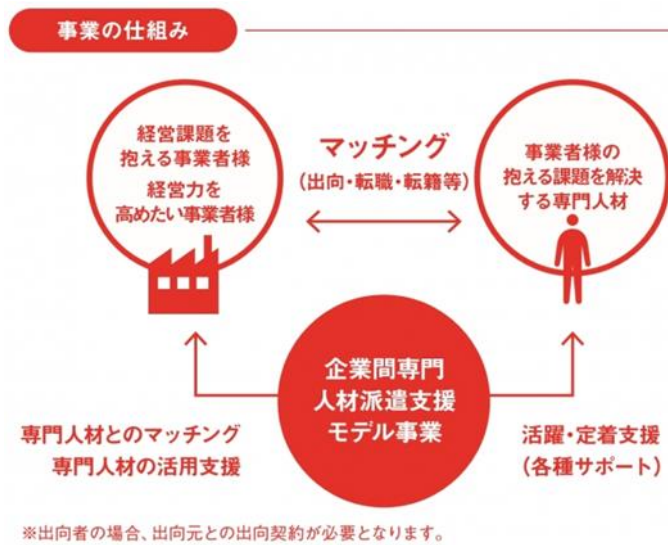 事業の仕組み
経営課題を
抱える事業者様
経営力を
高めたい事業者様
マッチング
(出向・転職・転籍等)
事業者様の
抱える課題を解決
する専門人材
企業間専門
人材派遣支援
モデル事業
専門人材とのマッチング
専門人材の活用支援
活躍・定着支援
(各種サポート)
※出向者の場合、出向元との出向契約が必要となります。